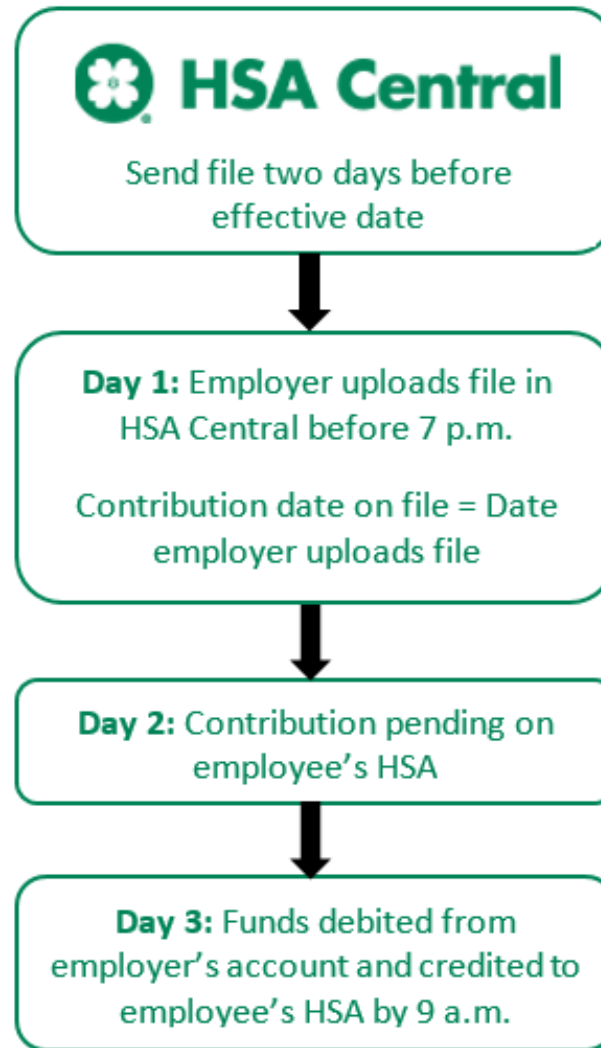 HSA Central
Send file two days before
effective date
Day 1: Employer uploads file in
HSA Central before 7 p.m.
Contribution date on file = Date
employer uploads file
Day 2: Contribution pending on
employee's HSA
Day 3: Funds debited from
employer's account and credited to
employee's HSA by 9 a.m.